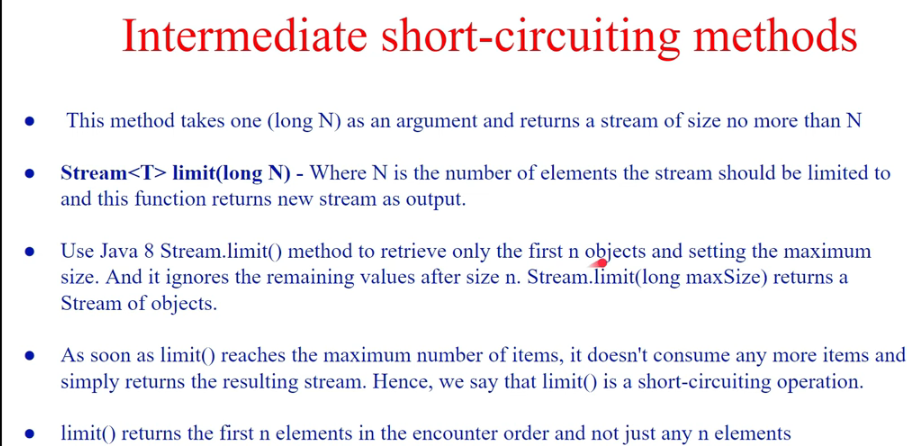 Intermediate short-circuiting methods
● This method takes one (long N) as an argument and returns a stream of size no more than N
● Stream<T> limit(long N) - Where N is the number of elements the stream should be limited to
and this function returns new stream as output.
● Use Java 8 Stream.limit() method to retrieve only the first n objects and setting the maximum
size. And it ignores the remaining values after size n. Stream.limit(long maxSize) returns a
Stream of objects.
● As soon as limit() reaches the maximum number of items, it doesn't consume any more items and
simply returns the resulting stream. Hence, we say that limit() is a short-circuiting operation.
● limit() returns the first n elements in the encounter order and not just any n elements